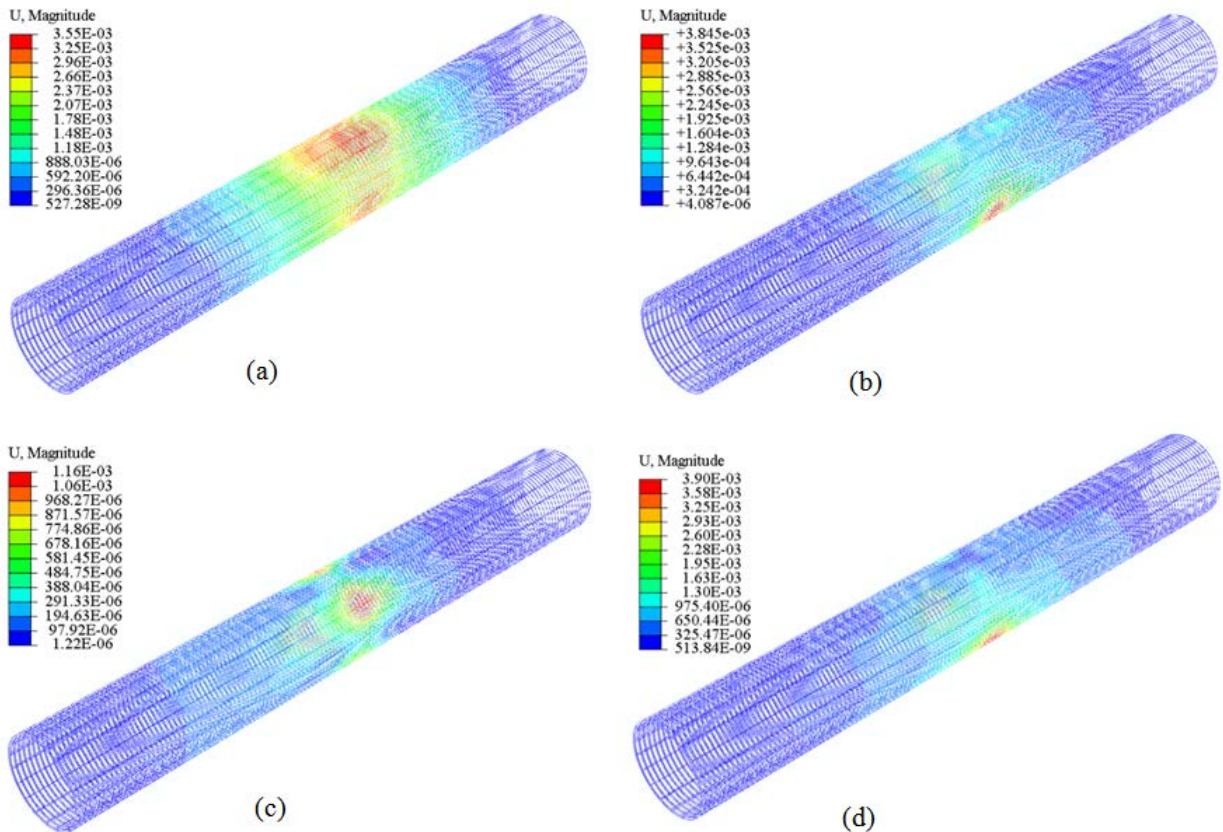 U, Magnitude
3.55E-03
3.25E-03
2.96E-03
2.66E-03
2.37E-03
2.07E-03
1.78E-03
1.48E-03
1.18E-03
888.03E-06
592.20E-06
296.36E-06
527.28E-09
(a)
U, Magnitude
+3.845e-03
+3.525e-03
+3.205e-03
+2.885e-03
+2.565e-03
+2.245e-03
+1.925e-03
+1.604e-03
+1.284e-03
+9.643e-04
+6.442e-04
+3.242e-04
+4.087e-06
(b)
U, Magnitude
1.16E-03
1.06E-03
968.27E-06
871.57E-06
774.86E-06
678.16E-06
581.45E-06
484.75E-06
388.04E-06
291.33E-06
194.63E-06
97.92E-06
1.22E-06
(c)
U, Magnitude
3.90E-03
3.58E-03
3.25E-03
2.93E-03
2.60E-03
2.28E-03
1.95E-03
1.63E-03
1.30E-03
975.40E-06
650.44E-06
325.47E-06
513.84E-09
(d)